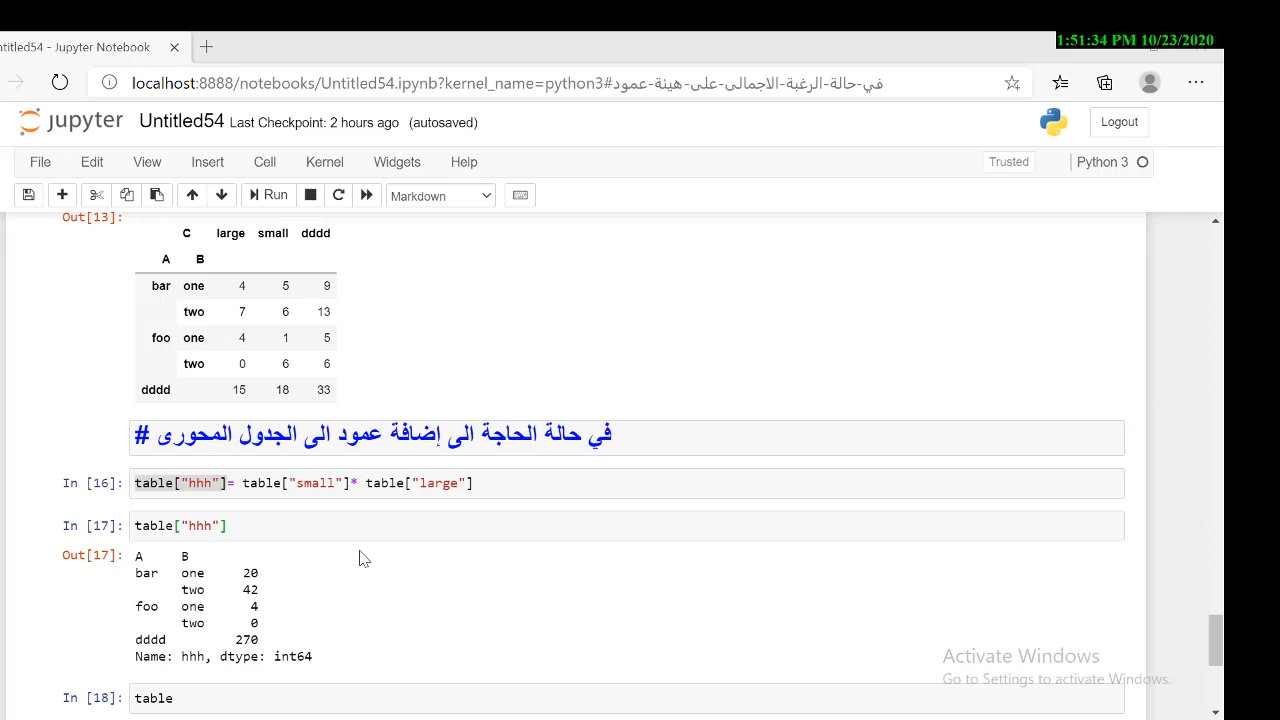 1:51:34 PM 10/23/2020
ntitled54 - Jupyter Notebook
localhost:8888/notebooks/Untitled54.ipynb?kernel_name=python3#في-حالة-الرغبة-الاجمالى-على-هيئة-عمود
jupyter Untitled54 Last Checkpoint: 2 hours ago (autosaved)
Logout
File Edit View Insert Cell Kernel Widgets Help
Trusted
Python 3
Run
Markdown
Out[13]:
C large small dddd
A B
bar one 4 5 9
two 7 6 13
foo one 4 1 5
two 0 6 6
dddd 15 18 33
# في حالة الحاجة الى إضافة عمود الى الجدول المحورى
In [16]: table["hhh"]= table["small"]* table["large"]
In [17]: table["hhh"]
Out[17]: A B
bar one 20
two 42
foo one 4
two 0
dddd 270
Name: hhh, dtype: int64
Activate Windows
Go to Settings to activate Windows.
In [18]: table